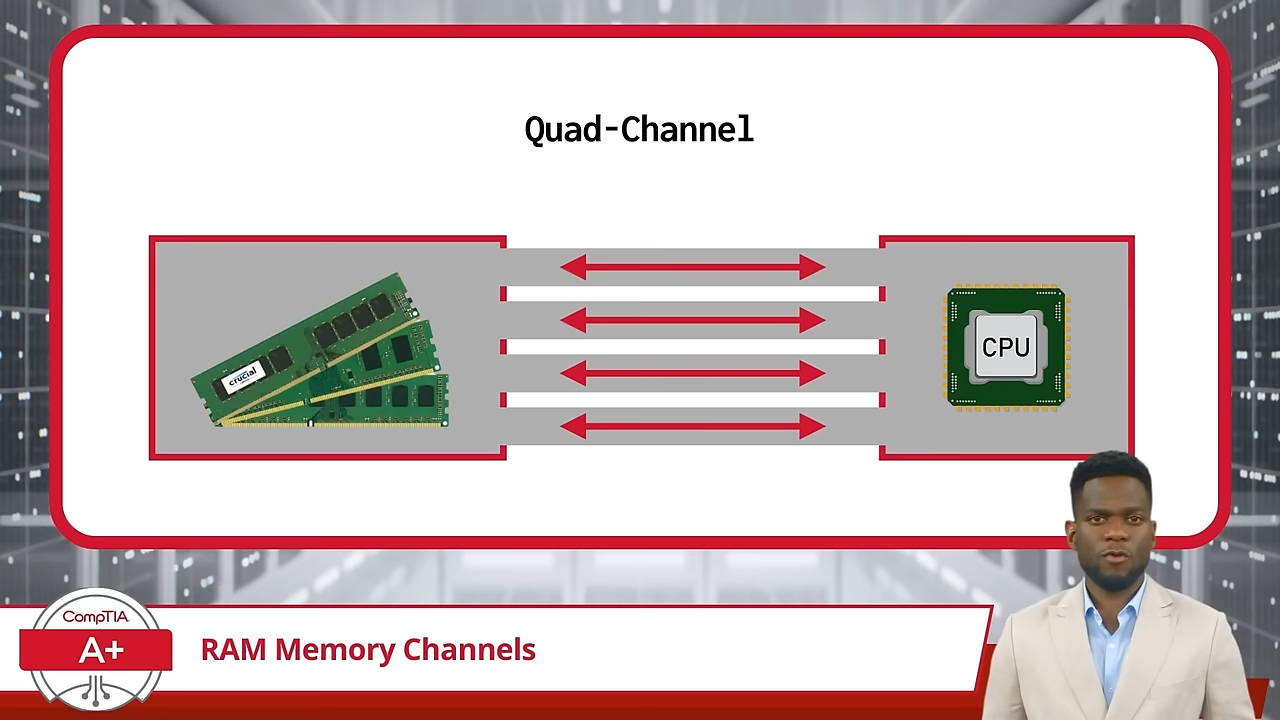 Quad-Channel
crucial
CPU
CompTIA
A+
RAM Memory Channels